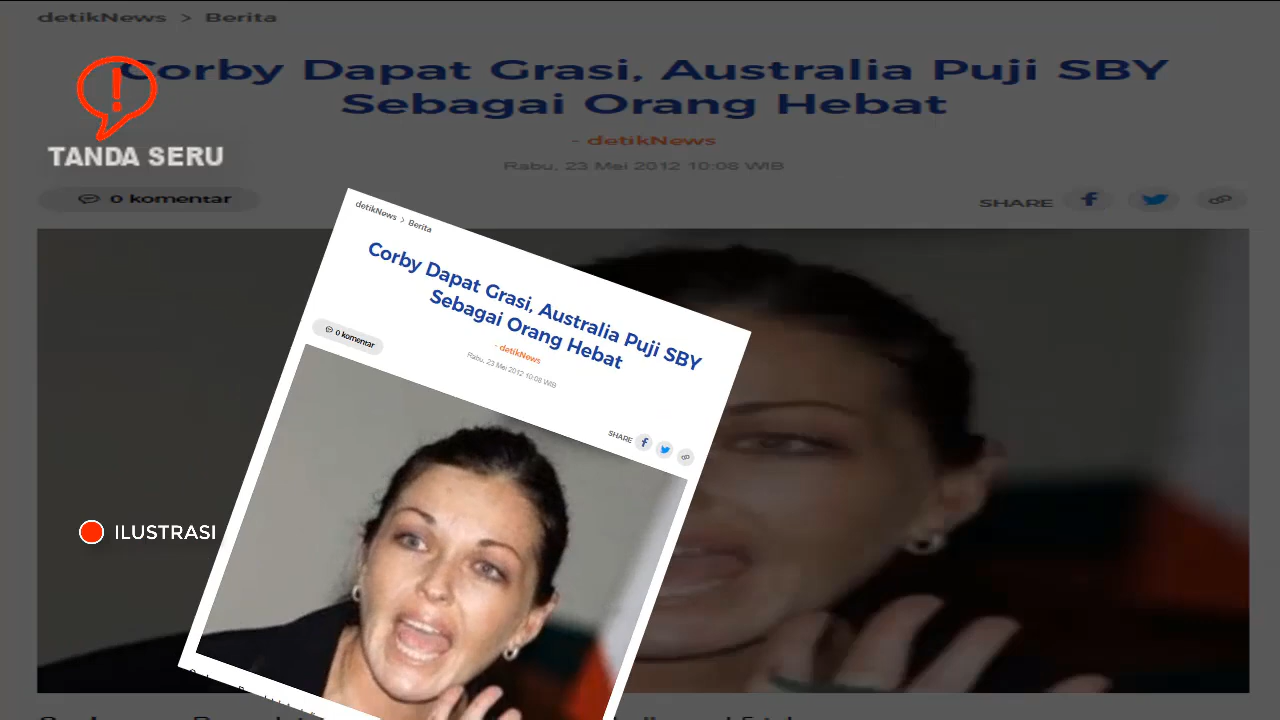 detikNews > Berita
Corby Dapat Grasi, Australia Puji SBY
Sebagai Orang Hebat
- detikNews
Rabu, 23 Mei 2012 10:08 WIB
TANDA SERU
0 komentar
SHARE
detikNews > Berita
Corby Dapat Grasi, Australia Puji SBY
Sebagai Orang Hebat
- detikNews
Rabu, 23 Mei 2012 10:08 WIB
0 komentar
SHARE
ILUSTRASI